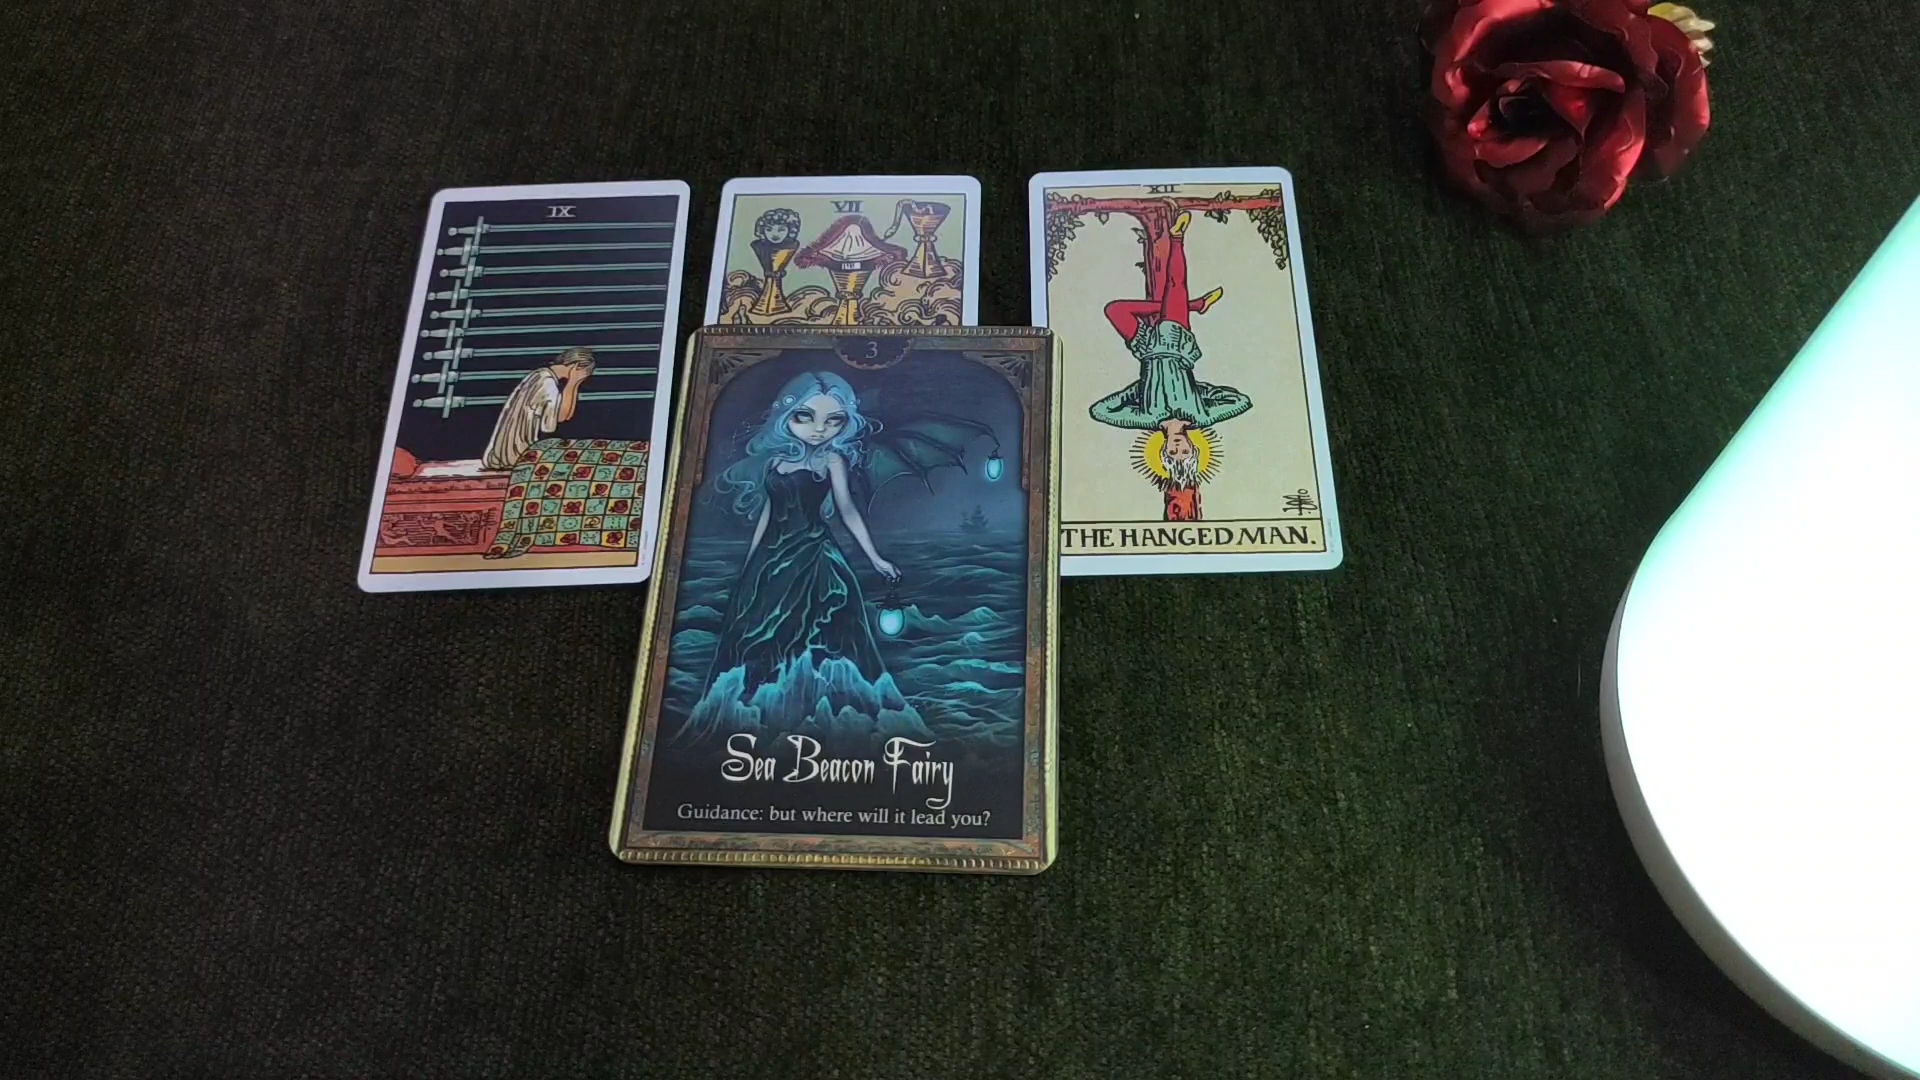 IX
VII
XII
THE HANGED MAN.
3
Sea Beacon Fairy
Guidance: but where will it lead you?